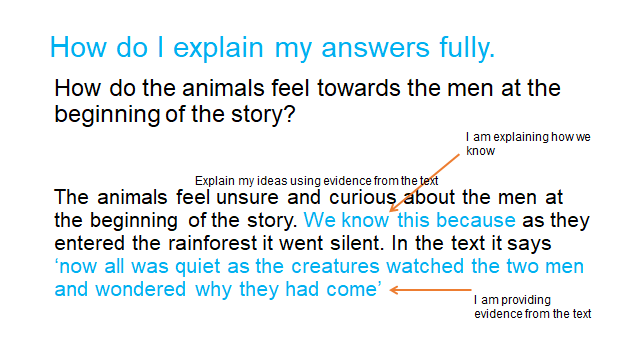 How do I explain my answers fully.
How do the animals feel towards the men at the
beginning of the story?
I am explaining how we
know
Explain my ideas using evidence from the text
The animals feel unsure and curious about the men at
the beginning of the story. We know this because as they
entered the rainforest it went silent. In the text it says
‘now all was quiet as the creatures watched the two men
and wondered why they had come’
I am providing
evidence from the text